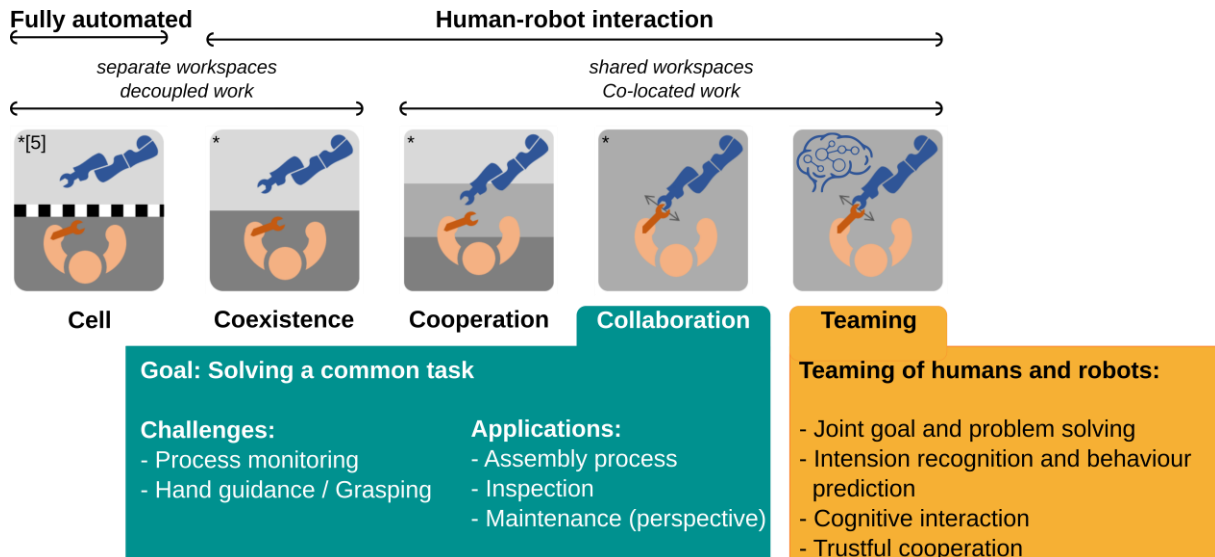 Fully automated
Human-robot interaction
separate workspaces
decoupled work
shared workspaces
Co-located work
*[5]
*
*
*
Cell
Coexistence
Cooperation
Collaboration
Teaming
Goal: Solving a common task
Challenges:
- Process monitoring
- Hand guidance / Grasping
Applications:
- Assembly process
- Inspection
- Maintenance (perspective)
Teaming of humans and robots:
- Joint goal and problem solving
- Intension recognition and behaviour
prediction
- Cognitive interaction
- Trustful cooperation